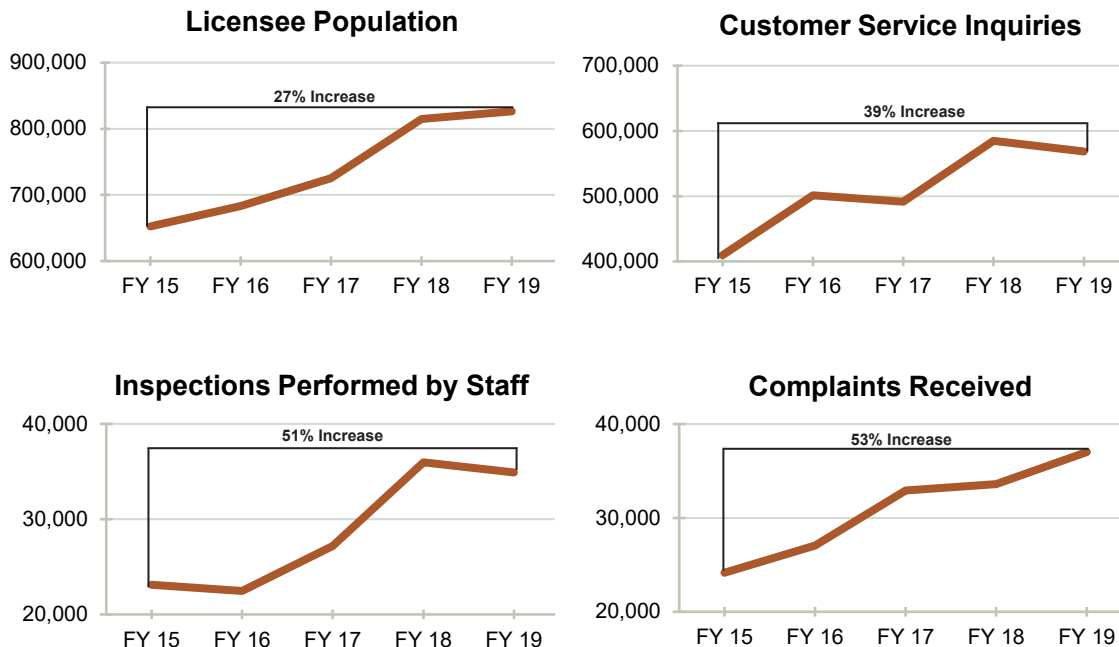 Licensee Population
900,000
800,000
700,000
600,000
27% Increase
FY 15 FY 16 FY 17 FY 18 FY 19
Customer Service Inquiries
700,000
600,000
500,000
400,000
39% Increase
FY 15 FY 16 FY 17 FY 18 FY 19
Inspections Performed by Staff
40,000
30,000
20,000
51% Increase
FY 15 FY 16 FY 17 FY 18 FY 19
Complaints Received
40,000
30,000
20,000
53% Increase
FY 15 FY 16 FY 17 FY 18 FY 19